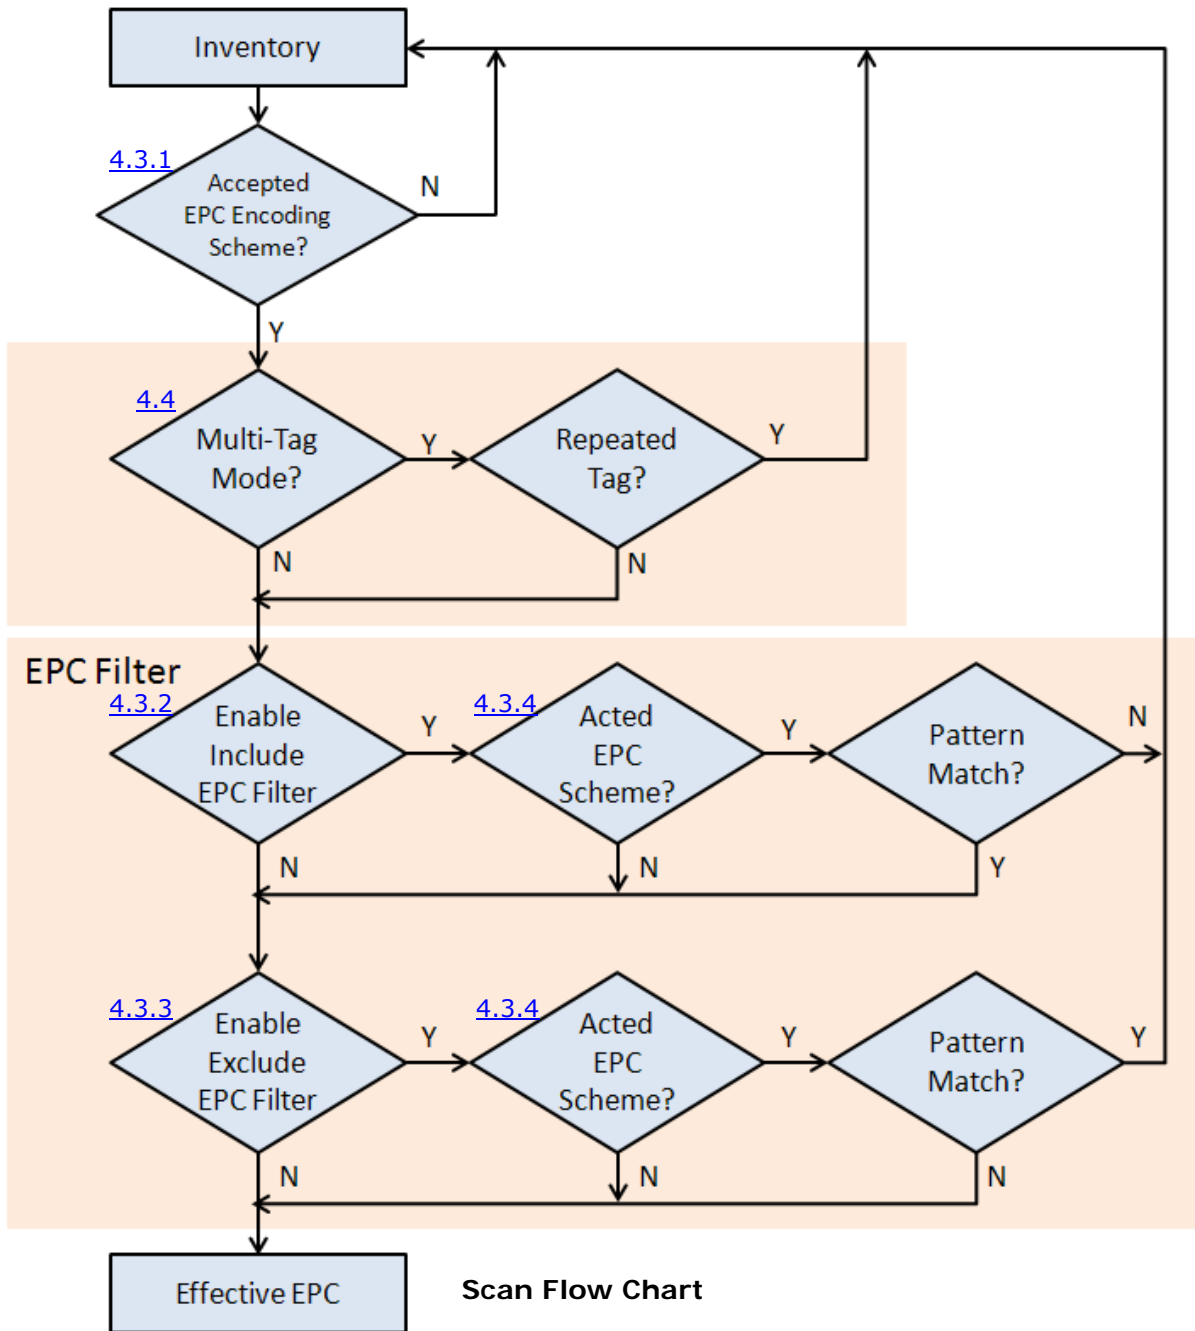 Inventory
4.3.1
Accepted
EPC Encoding
Scheme?
N
Y
4.4
Multi-Tag
Mode?
Y
Repeated
Tag?
Y
N
N
EPC Filter
4.3.2
Enable
Include
EPC Filter
Y
4.3.4
Acted
EPC
Scheme?
Y
Pattern
Match?
N
N
N
Y
4.3.3
Enable
Exclude
EPC Filter
Y
4.3.4
Acted
EPC
Scheme?
Y
Pattern
Match?
Y
N
N
N
Effective EPC
Scan Flow Chart